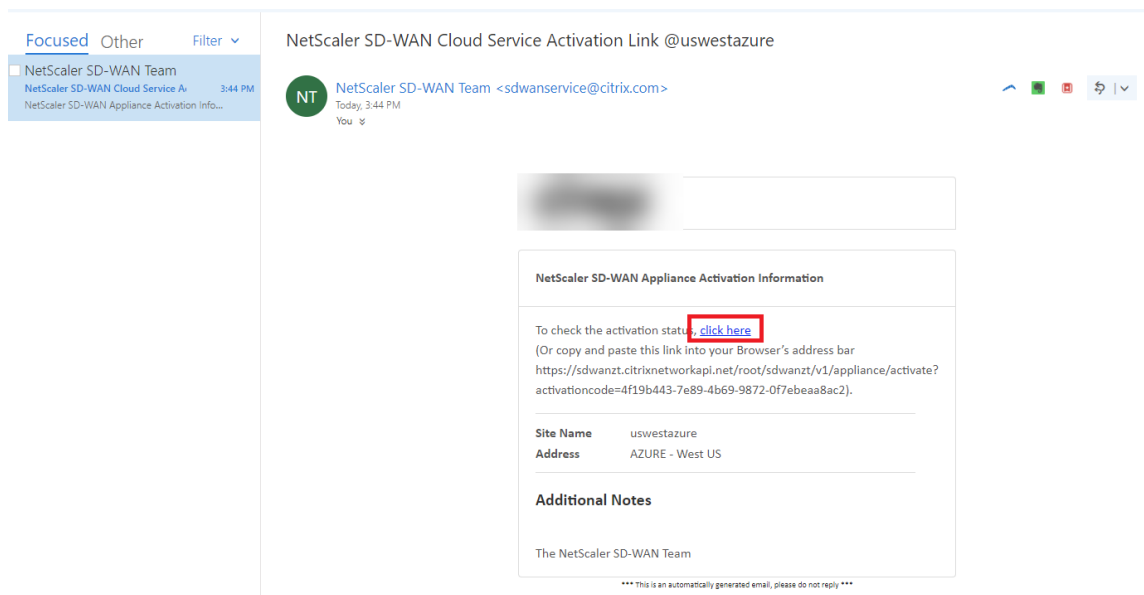 Focused Other Filter
NetScaler SD-WAN Team
NetScaler SD-WAN Cloud Service A 3:44 PM
NetScaler SD-WAN Appliance Activation Info...
NetScaler SD-WAN Cloud Service Activation Link @uswestazure
NT
NetScaler SD-WAN Team <sdwanservice@citrix.com>
Today, 3:44 PM
You
NetScaler SD-WAN Appliance Activation Information
To check the activation status, click here
(Or copy and paste this link into your Browser's address bar
https://sdwanzt.citrixnetworkapi.net/root/sdwanzt/v1/appliance/activate?
activationcode=4f19b443-7e89-4b69-9872-0f7ebeaa8ac2).
Site Name uswestazure
Address AZURE - West US
Additional Notes
The NetScaler SD-WAN Team
*** This is an automatically generated email, please do not reply ***